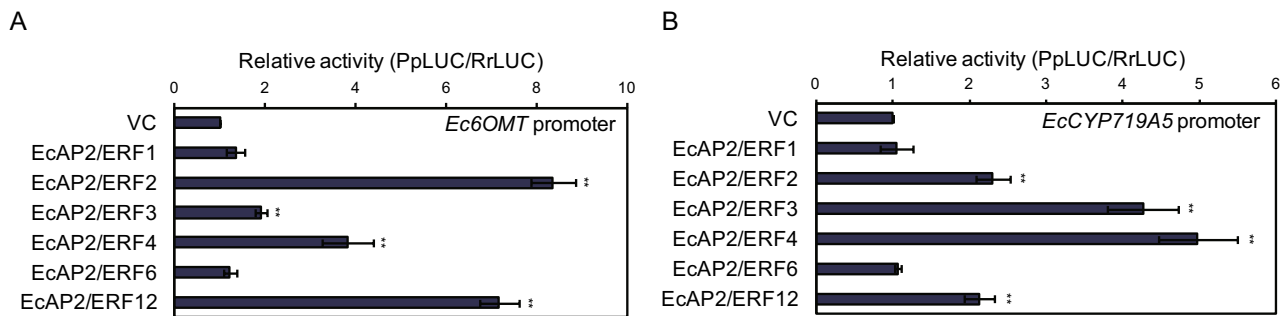 A
Relative activity (PpLUC/RrLUC)
0 2 4 6 8 10
VC
Ec6OMT promoter
EcAP2/ERF1
EcAP2/ERF2 **
EcAP2/ERF3 **
EcAP2/ERF4 **
EcAP2/ERF6
EcAP2/ERF12 **
B
Relative activity (PpLUC/RrLUC)
0 1 2 3 4 5 6
VC
EcCYP719A5 promoter
EcAP2/ERF1
EcAP2/ERF2 **
EcAP2/ERF3 **
EcAP2/ERF4 **
EcAP2/ERF6
EcAP2/ERF12 **